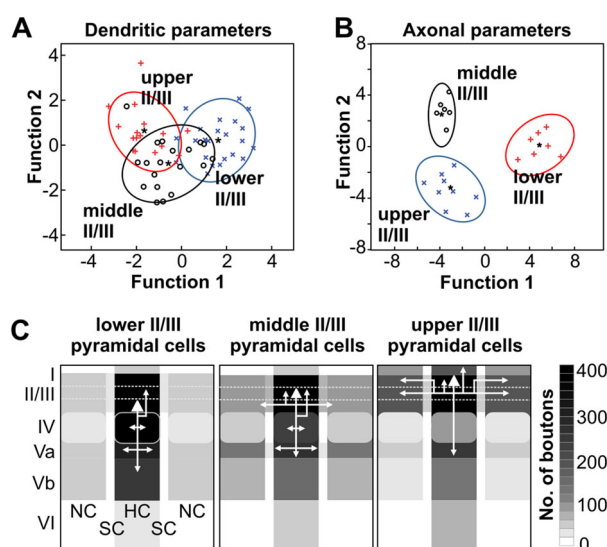 A Dendritic parameters
4
2
0
-2
-4
Function 2
upper
II/III
lower
II/III
middle
II/III
-4 -2 0 2 4
Function 1
B Axonal parameters
8
4
0
-4
-8
Function 2
middle
II/III
lower
II/III
upper
II/III
-8 -4 0 4 8
Function 1
C
lower II/III
pyramidal cells
middle II/III
pyramidal cells
upper II/III
pyramidal cells
I
II/III
IV
Va
Vb
VI
NC HC NC
SC SC
No. of boutons
400
300
200
100
0